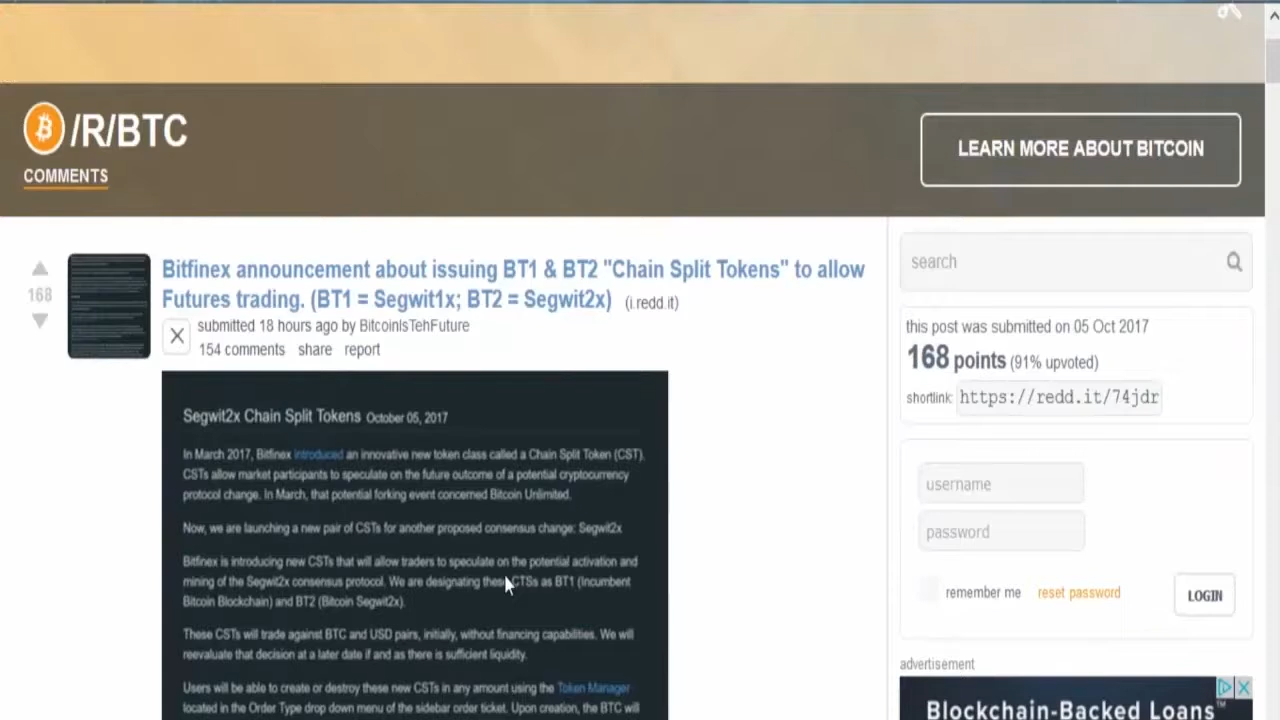 /R/BTC
COMMENTS
LEARN MORE ABOUT BITCOIN
168
Bitfinex announcement about issuing BT1 & BT2 "Chain Split Tokens" to allow
Futures trading. (BT1 = Segwit1x; BT2 = Segwit2x) (i.redd.it)
submitted 18 hours ago by BitcoinIsTehFuture
154 comments share report
Segwit2x Chain Split Tokens October 05, 2017
In March 2017, Bitfinex introduced an innovative new token class called a Chain Split Token (CST).
CSTs allow market participants to speculate on the future outcome of a potential cryptocurrency
protocol change. In March, that potential forking event concerned Bitcoin Unlimited.
Now, we are launching a new pair of CSTs for another proposed consensus change: Segwit2x
Bitfinex is introducing new CSTs that will allow traders to speculate on the potential activation and
mining of the Segwit2x consensus protocol. We are designating these CTSs as BT1 (Incumbent
Bitcoin Blockchain) and BT2 (Bitcoin Segwit2x).
These CSTs will trade against BTC and USD pairs, initially, without financing capabilities. We will
reevaluate that decision at a later date if and as there is sufficient liquidity.
Users will be able to create or destroy these new CSTs in any amount using the Token Manager
located in the Order Type drop down menu of the sidebar order ticket. Upon creation, the BTC will
search
this post was submitted on 05 Oct 2017
168 points (91% upvoted)
shortlink: https://redd.it/74jdr
username
password
remember me reset password LOGIN
advertisement
Blockchain-Backed Loans™